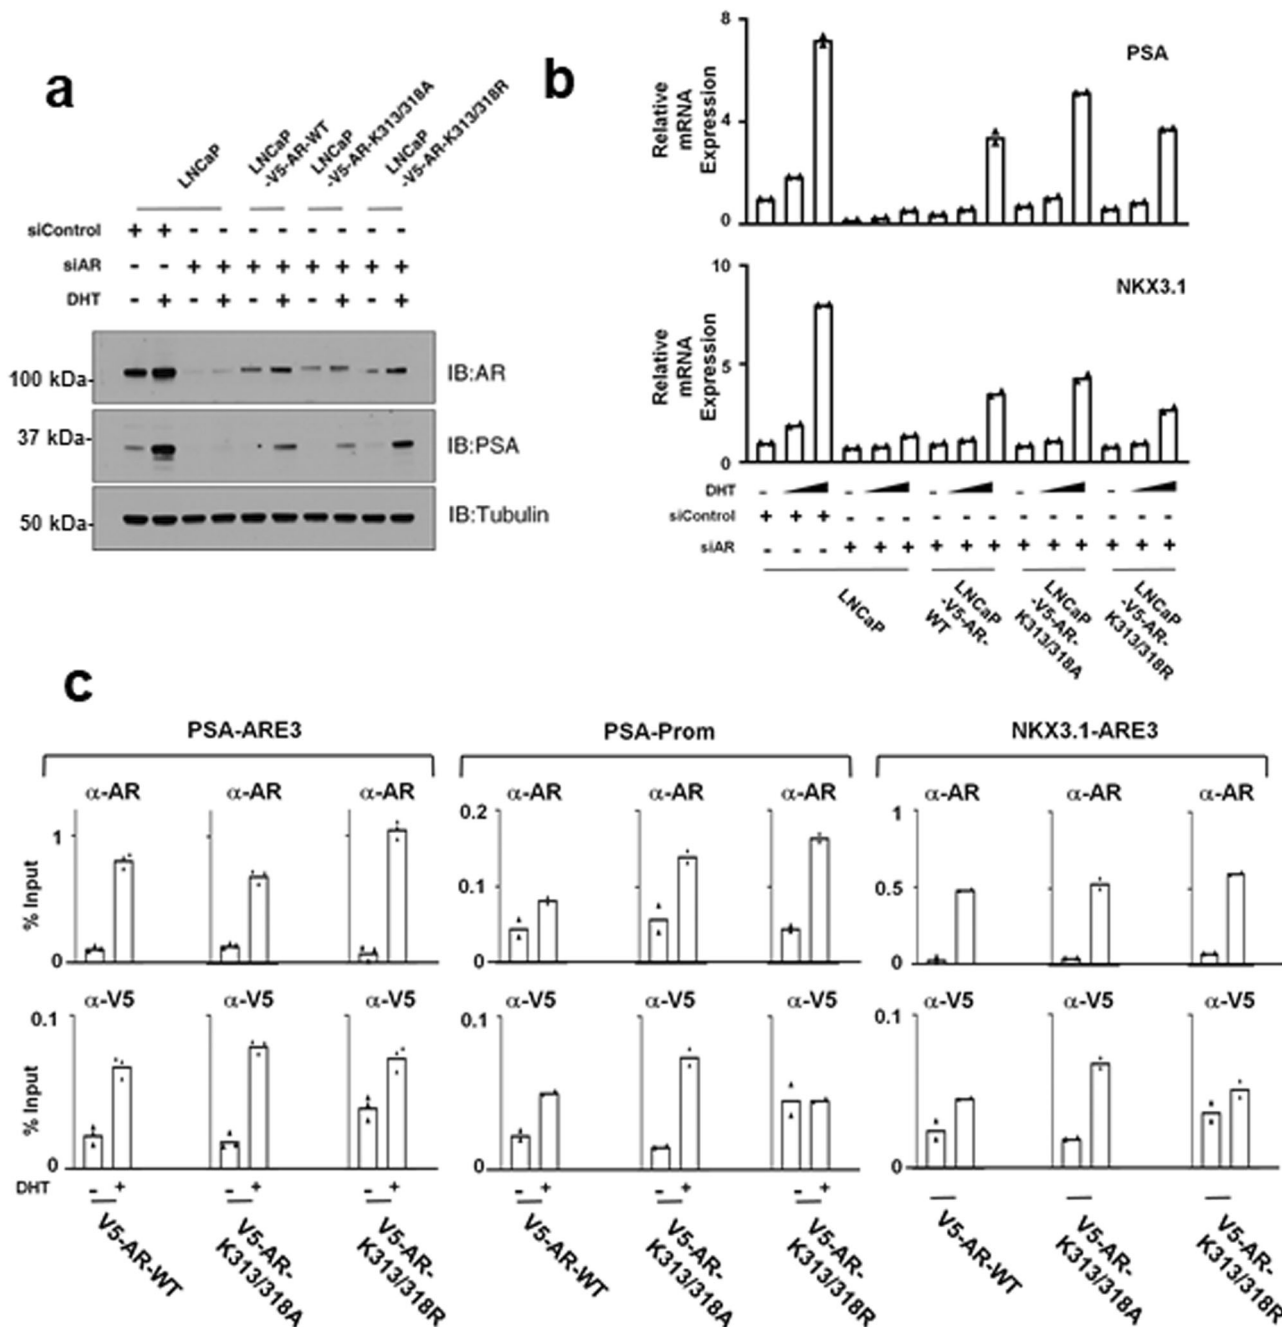 a
LNCaP
LNCaP
-V5-AR-WT
LNCaP
-V5-AR-K313/318A
LNCaP
-V5-AR-K313/318R
siControl + + - - - - - - - -
siAR - - + + + + + + + +
DHT - + - + - + - + - +
100 kDa-
IB:AR
37 kDa-
IB:PSA
50 kDa-
IB:Tubulin
b
8
4
0
Relative
mRNA
Expression
PSA
10
5
0
Relative
mRNA
Expression
NKX3.1
DHT - - - - -
siControl + + + - - - - - - - - - - - -
siAR - - - + + + + + + + + + + + +
LNCaP
LNCaP
-V5-AR-
WT
LNCaP
-V5-AR-
K313/318A
LNCaP
-V5-AR-
K313/318R
c
PSA-ARE3
α-AR α-AR α-AR
1
0
% Input
α-V5 α-V5 α-V5
0.1
0
% Input
DHT - + - + - +
V5-AR-WT
V5-AR-
K313/318A
V5-AR-
K313/318R
PSA-Prom
α-AR α-AR α-AR
0.2
0.1
0
α-V5 α-V5 α-V5
0.1
0
- + - + - +
V5-AR-WT
V5-AR-
K313/318A
V5-AR-
K313/318R
NKX3.1-ARE3
α-AR α-AR α-AR
1
0.5
0
α-V5 α-V5 α-V5
0.1
0
V5-AR-WT
V5-AR-
K313/318A
V5-AR-
K313/318R